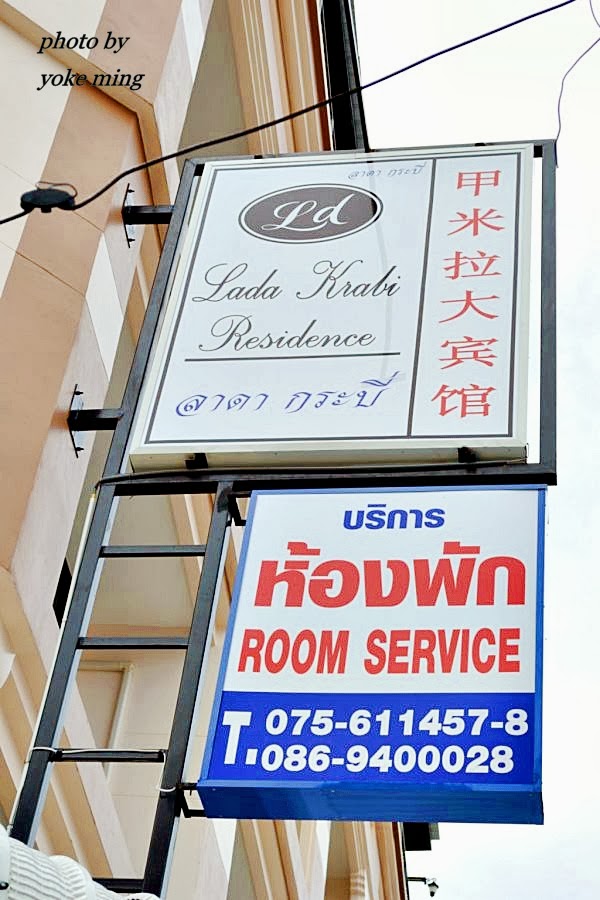 photo by
yoke ming
ลาดา กระบี่
Ld
Lada Krabi
Residence
ลาดา กระบี่
甲米拉大宾馆
บริการ
ห้องพัก
ROOM SERVICE
T. 075-611457-8
086-9400028